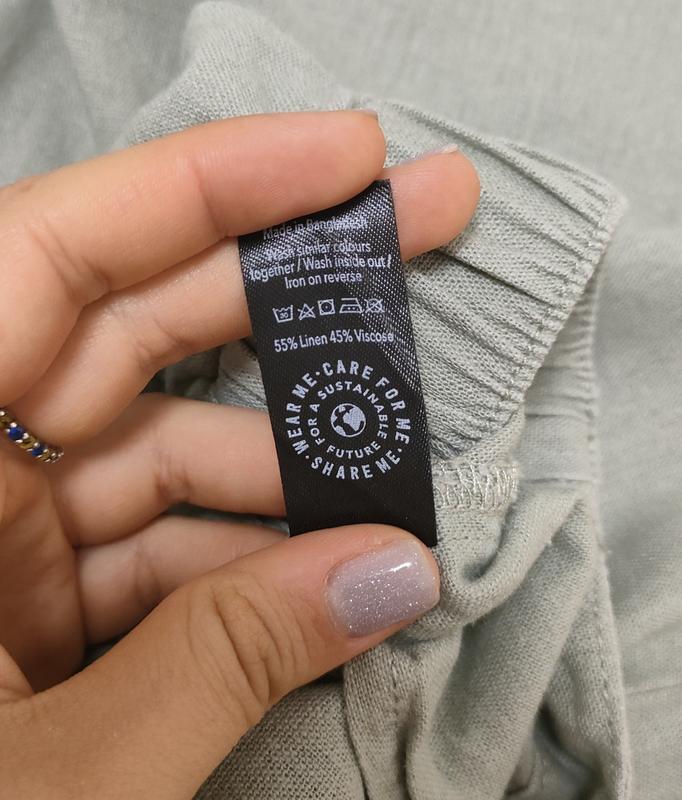 Made in Bangladesh
Wash similar colours
together / Wash inside out /
Iron on reverse
30
55% Linen 45% Viscose
WEAR ME · CARE FOR ME · SHARE ME ·
FOR A SUSTAINABLE FUTURE